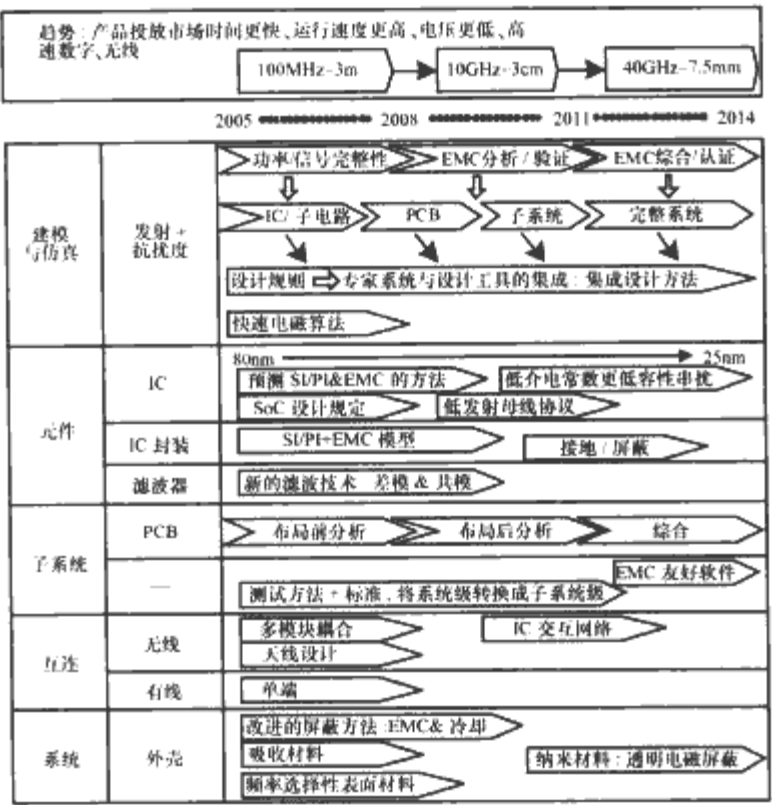 趋势：产品投放市场时间更快、运行速度更高、电压更低、高
速数字、无线
100MHz-3m 10GHz-3cm 40GHz-7.5mm
2005 2008 2011 2014
功率/信号完整性 EMC分析/验证 EMC综合/认证
IC/子电路 PCB 子系统 完整系统
建模
与仿真
发射+
抗扰度
设计规则 专家系统与设计工具的集成：集成设计方法
快速电磁算法
80nm 25nm
元件
IC
预测 SI/PI&EMC 的方法 低介电常数更低容性串扰
SoC 设计规定 低发射母线协议
IC 封装 SI/PI+EMC 模型 接地/屏蔽
滤波器 新的滤波技术 差模 & 共模
子系统
PCB 布局前分析 布局后分析 综合
— EMC 友好软件
测试方法+标准，将系统级转换成子系统级
互连
无线
多模块耦合 IC 交互网络
天线设计
有线 单端
系统
外壳
改进的屏蔽方法:EMC& 冷却
吸收材料 纳米材料：透明电磁屏蔽
频率选择性表面材料